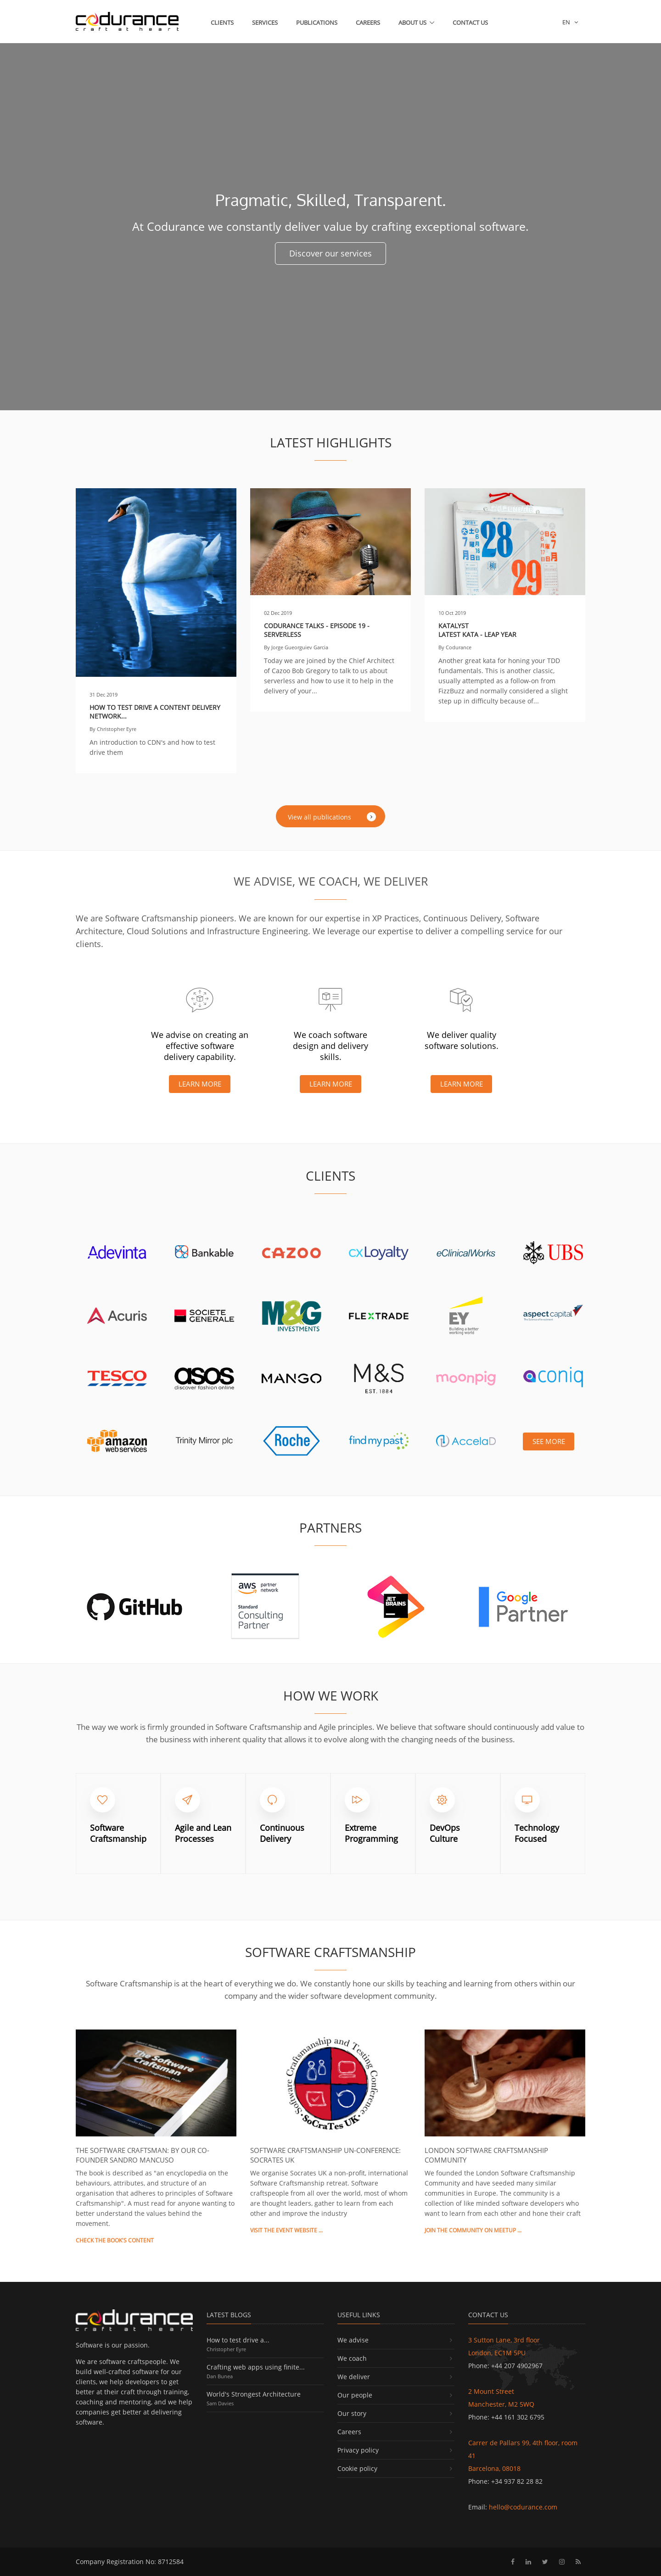 codurance
craft at heart
CLIENTS
SERVICES
PUBLICATIONS
CAREERS
ABOUT US
CONTACT US
EN
Pragmatic, Skilled, Transparent.
At Codurance we constantly deliver value by crafting exceptional software.
Discover our services
LATEST HIGHLIGHTS
31 Dec 2019
HOW TO TEST DRIVE A CONTENT DELIVERY
NETWORK...
By Christopher Eyre
An introduction to CDN's and how to test
drive them
02 Dec 2019
CODURANCE TALKS - EPISODE 19 -
SERVERLESS
By Jorge Gueorguiev Garcia
Today we are joined by the Chief Architect
of Cazoo Bob Gregory to talk to us about
serverless and how to use it to help in the
delivery of your...
28
29
10 Oct 2019
KATALYST
LATEST KATA - LEAP YEAR
By Codurance
Another great kata for honing your TDD
fundamentals. This is another classic,
usually attempted as a follow-on from
FizzBuzz and normally considered a slight
step up in difficulty because of...
View all publications
WE ADVISE, WE COACH, WE DELIVER
We are Software Craftsmanship pioneers. We are known for our expertise in XP Practices, Continuous Delivery, Software
Architecture, Cloud Solutions and Infrastructure Engineering. We leverage our expertise to deliver a compelling service for our
clients.
We advise on creating an
effective software
delivery capability.
LEARN MORE
We coach software
design and delivery
skills.
LEARN MORE
We deliver quality
software solutions.
LEARN MORE
CLIENTS
Adevinta
Bankable
CAZOO
cxLoyalty
eClinicalWorks
UBS
Acuris
SOCIETE
GENERALE
M&G
INVESTMENTS
FLEXTRADE
EY
Building a better
working world
aspect capital
TESCO
asos
discover fashion online
MANGO
M&S
EST. 1884
moonpig
coniq
amazon
web services
Trinity Mirror plc
Roche
findmypast
AccelaD
SEE MORE
PARTNERS
GitHub
aws partner
network
Standard
Consulting
Partner
JET
BRAINS
Google
Partner
HOW WE WORK
The way we work is firmly grounded in Software Craftsmanship and Agile principles. We believe that software should continuously add value to
the business with inherent quality that allows it to evolve along with the changing needs of the business.
Software
Craftsmanship
Agile and Lean
Processes
Continuous
Delivery
Extreme
Programming
DevOps
Culture
Technology
Focused
SOFTWARE CRAFTSMANSHIP
Software Craftsmanship is at the heart of everything we do. We constantly hone our skills by teaching and learning from others within our
company and the wider software development community.
The Software
Craftsman
THE SOFTWARE CRAFTSMAN: BY OUR CO-
FOUNDER SANDRO MANCUSO
The book is described as "an encyclopedia on the
behaviours, attributes, and structure of an
organisation that adheres to principles of Software
Craftsmanship". A must read for anyone wanting to
better understand the values behind the
movement.
CHECK THE BOOK'S CONTENT
Software Craftsmanship and Testing Conference
SoCraTes UK
SOFTWARE CRAFTSMANSHIP UN-CONFERENCE:
SOCRATES UK
We organise Socrates UK a non-profit, international
Software Craftsmanship retreat. Software
craftspeople from all over the world, most of whom
are thought leaders, gather to learn from each
other and improve the industry
VISIT THE EVENT WEBSITE ...
LONDON SOFTWARE CRAFTSMANSHIP
COMMUNITY
We founded the London Software Craftsmanship
Community and have seeded many similar
communities in Europe. The community is a
collection of like minded software developers who
want to learn from each other and hone their craft
JOIN THE COMMUNITY ON MEETUP ...
codurance
craft at heart
Software is our passion.
We are software craftspeople. We
build well-crafted software for our
clients, we help developers to get
better at their craft through training,
coaching and mentoring, and we help
companies get better at delivering
software.
LATEST BLOGS
How to test drive a...
Christopher Eyre
Crafting web apps using finite...
Dan Bunea
World's Strongest Architecture
Sam Davies
USEFUL LINKS
We advise
We coach
We deliver
Our people
Our story
Careers
Privacy policy
Cookie policy
CONTACT US
3 Sutton Lane, 3rd floor
London, EC1M 5PU
Phone: +44 207 4902967
2 Mount Street
Manchester, M2 5WQ
Phone: +44 161 302 6795
Carrer de Pallars 99, 4th floor, room
41
Barcelona, 08018
Phone: +34 937 82 28 82
Email: hello@codurance.com
Company Registration No: 8712584